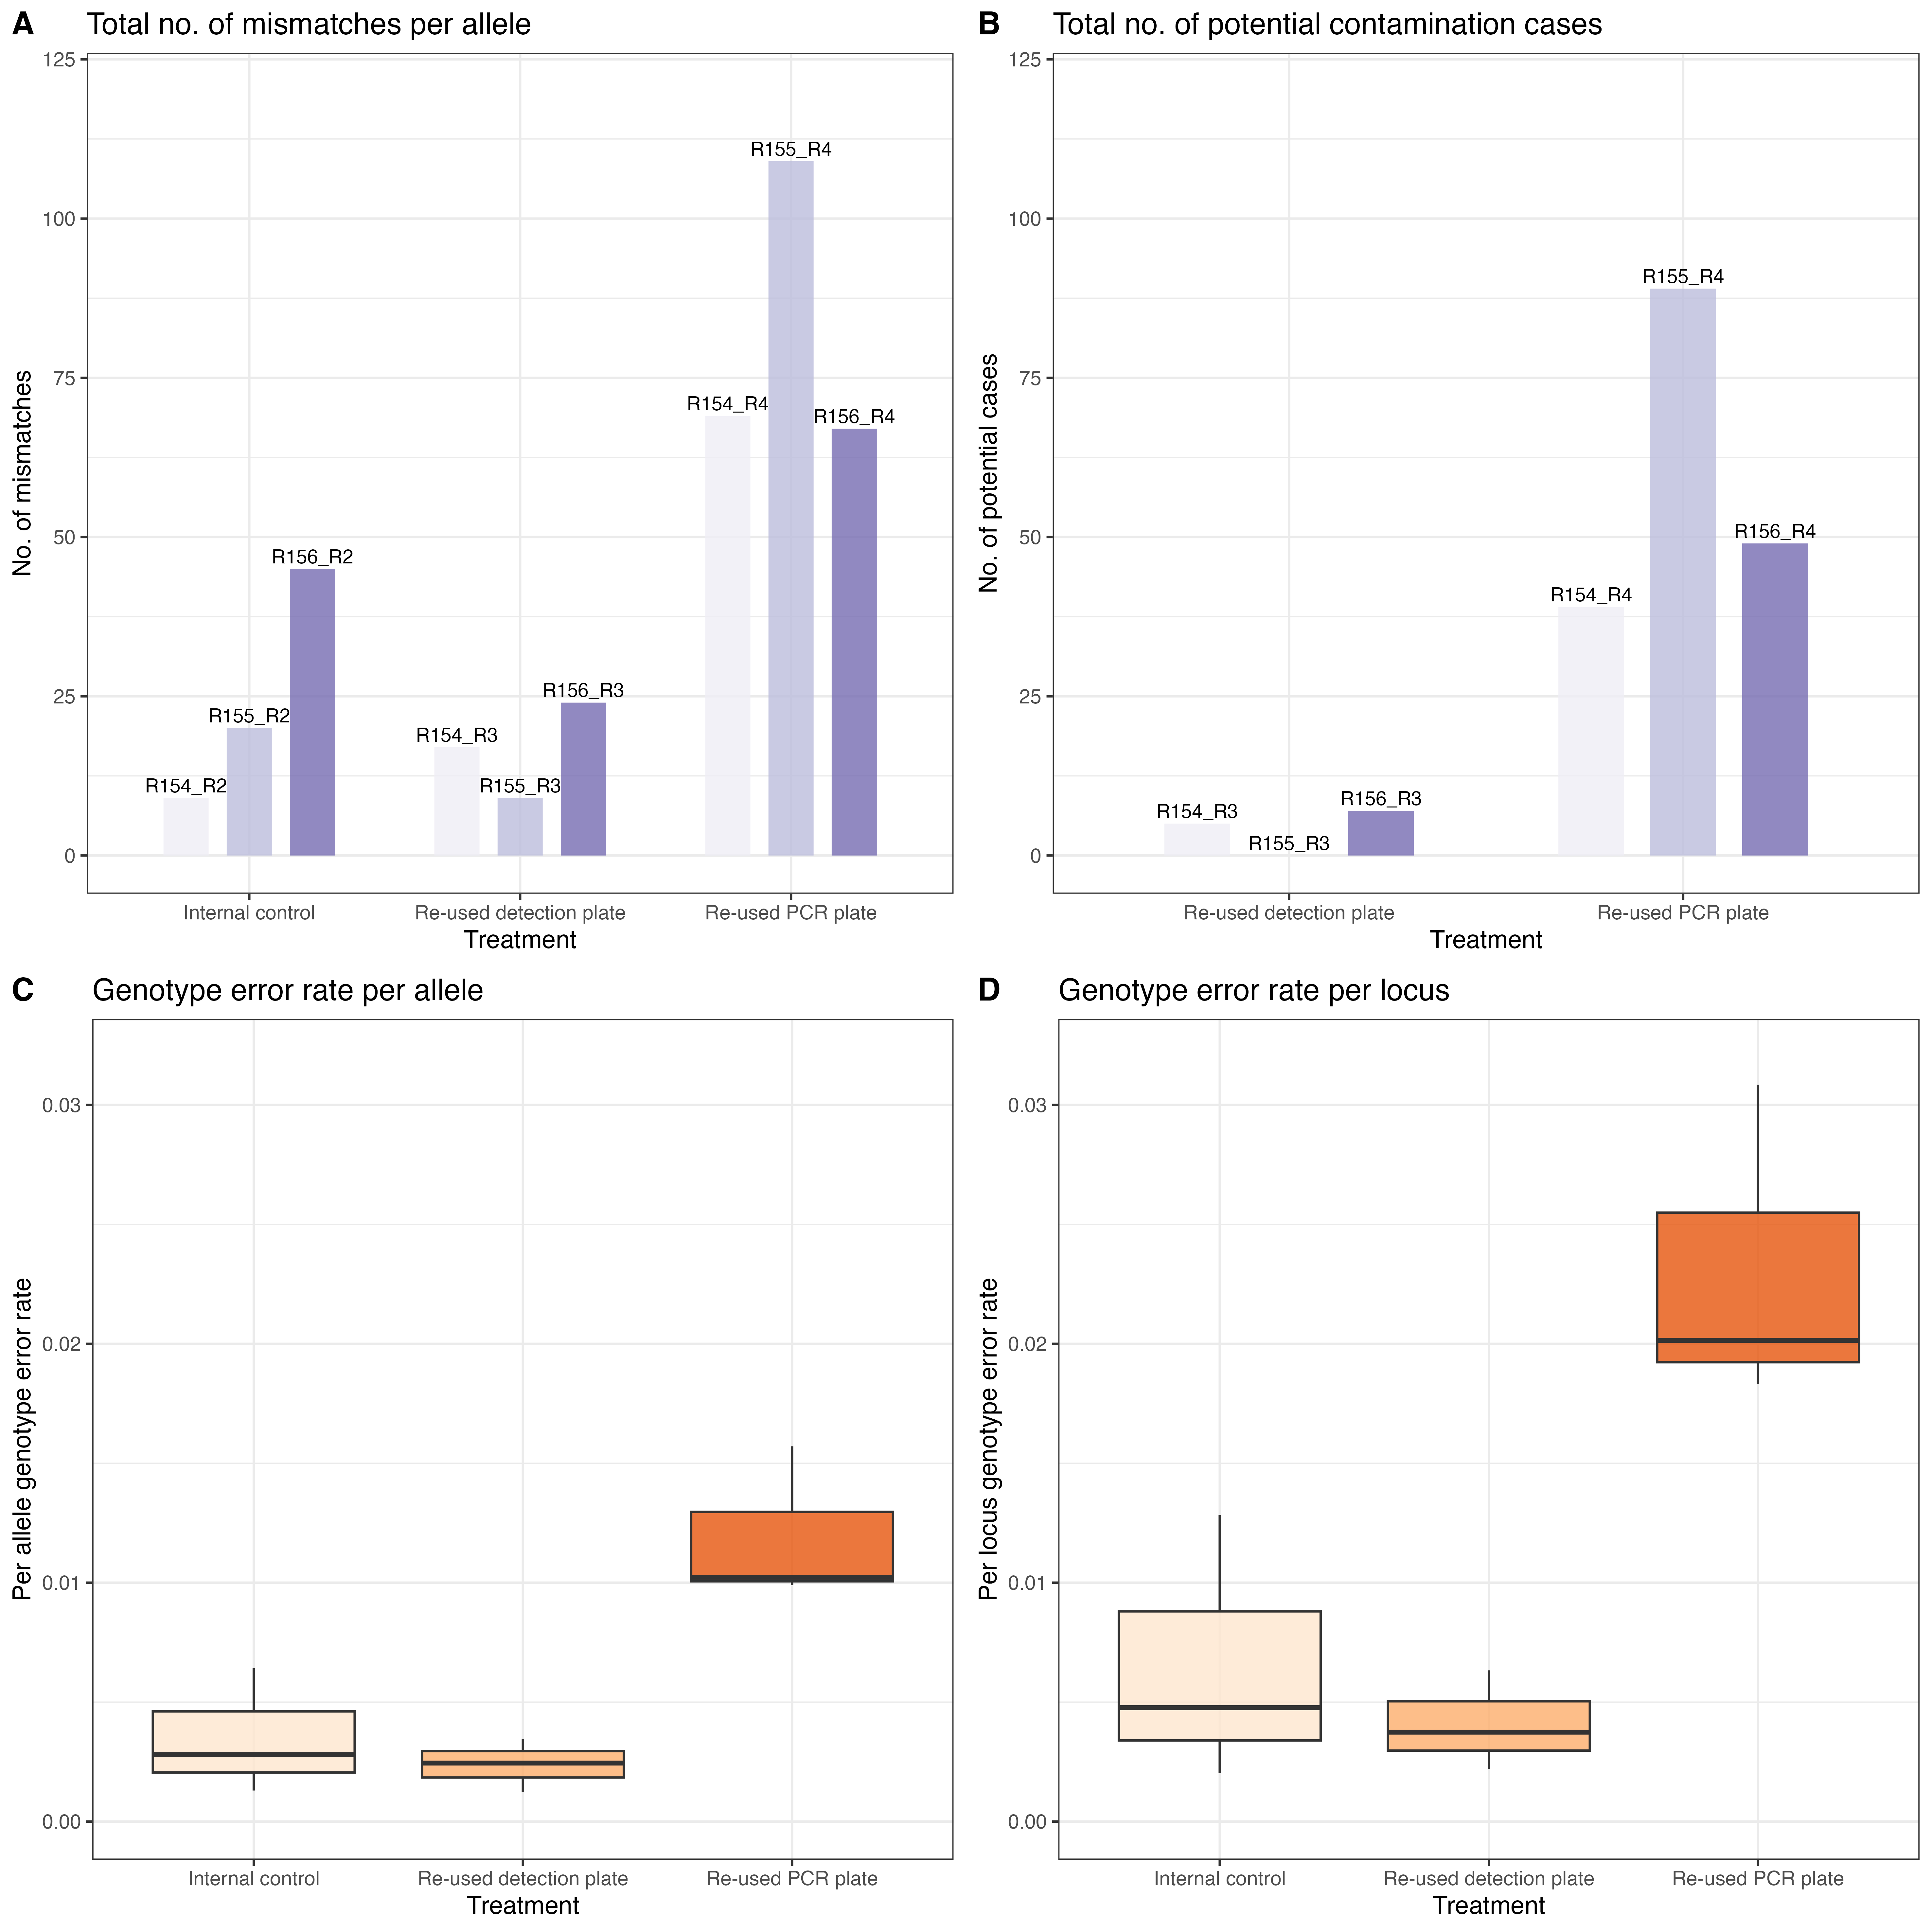 A Total no. of mismatches per allele
No. of mismatches
125
100
75
50
25
0
R154_R2
R155_R2
R156_R2
R154_R3
R155_R3
R156_R3
R154_R4
R155_R4
R156_R4
Internal control
Re-used detection plate
Re-used PCR plate
Treatment
B Total no. of potential contamination cases
No. of potential cases
125
100
75
50
25
0
R154_R3
R155_R3
R156_R3
R154_R4
R155_R4
R156_R4
Re-used detection plate
Re-used PCR plate
Treatment
C Genotype error rate per allele
Per allele genotype error rate
0.03
0.02
0.01
0.00
Internal control
Re-used detection plate
Re-used PCR plate
Treatment
D Genotype error rate per locus
Per locus genotype error rate
0.03
0.02
0.01
0.00
Internal control
Re-used detection plate
Re-used PCR plate
Treatment